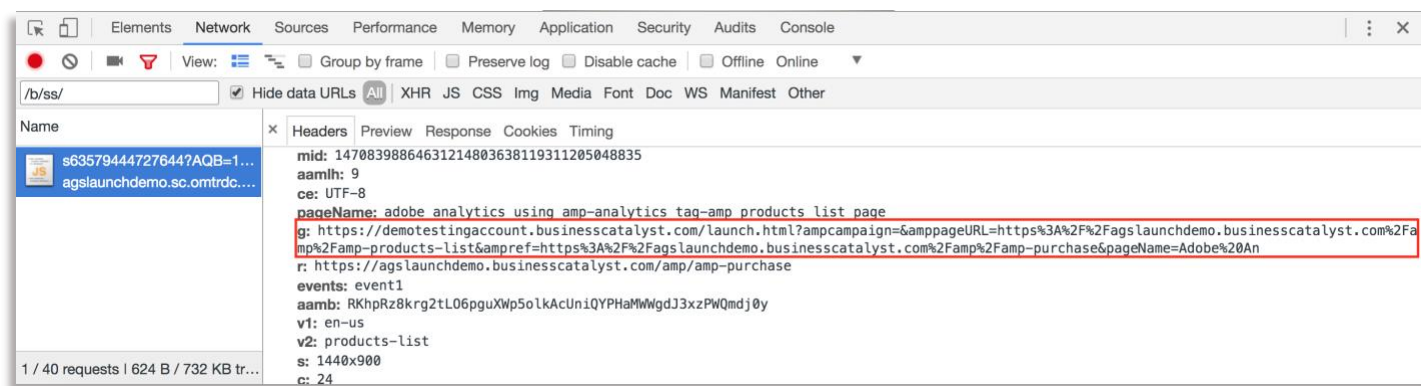 Elements Network Sources Performance Memory Application Security Audits Console
View: Group by frame Preserve log Disable cache Offline Online
/b/ss/ Hide data URLs All XHR JS CSS Img Media Font Doc WS Manifest Other
Name Headers Preview Response Cookies Timing
s63579444727644?AQB=1...
agslaunchdemo.sc.omtrdc....
JS
mid: 14708398864631214803638119311205048835
aamlh: 9
ce: UTF-8
pageName: adobe analytics using amp-analytics tag-amp products list page
g: https://demotestingaccount.businesscatalyst.com/launch.html?ampcampaign=&amppageURL=https%3A%2F%2Fagslaunchdemo.businesscatalyst.com%2Fa
mp%2Famp-products-list&ampref=https%3A%2F%2Fagslaunchdemo.businesscatalyst.com%2Famp%2Famp-purchase&pageName=Adobe%20An
r: https://agslaunchdemo.businesscatalyst.com/amp/amp-purchase
events: event1
aamb: RKhpRz8krg2tLO6pguXWp5olkAcUniQYPHaMWWgdJ3xzPWQmdj0y
v1: en-us
v2: products-list
s: 1440x900
c: 24
1 / 40 requests | 624 B / 732 KB tr...